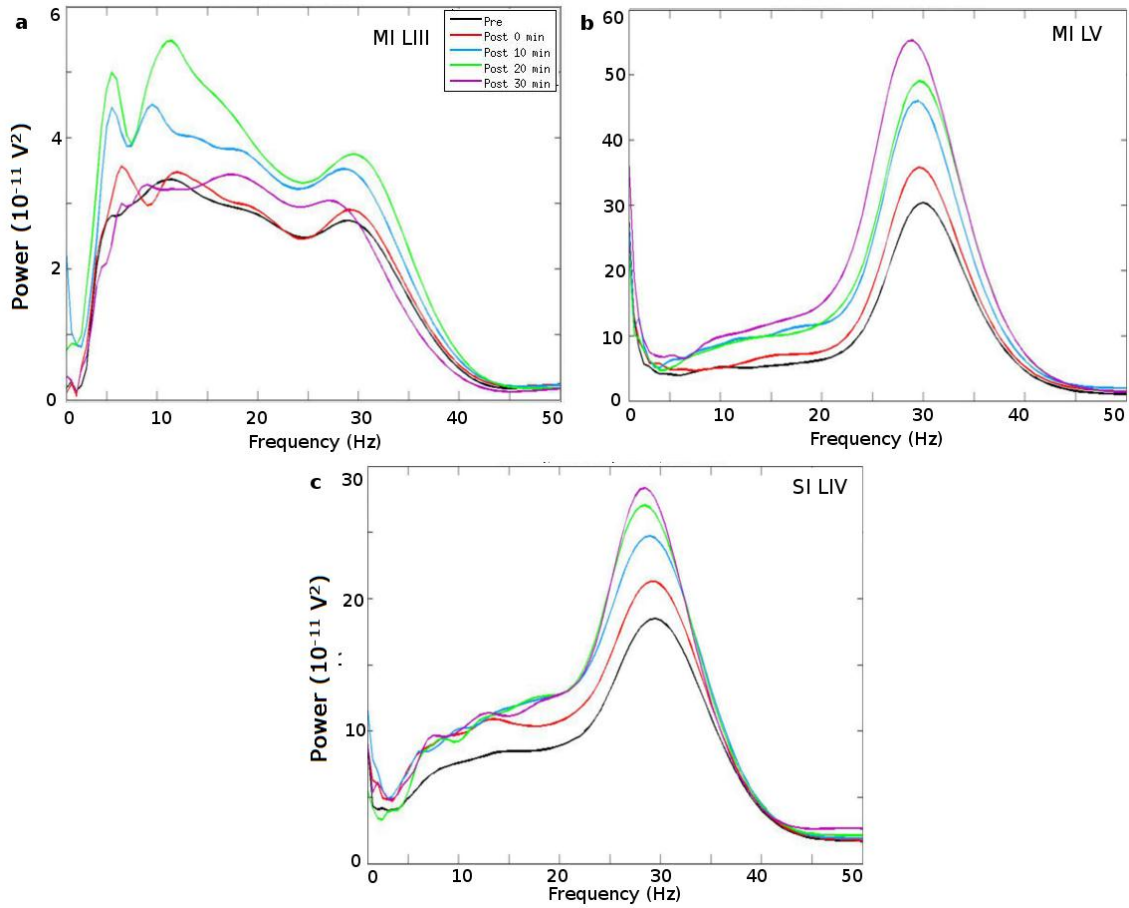 a
MI LIII
Pre
Post 0 min
Post 10 min
Post 20 min
Post 30 min
6
4
2
0
Power (10⁻¹¹ V²)
0 10 20 30 40 50
Frequency (Hz)
b
MI LV
60
50
40
30
20
10
0
0 10 20 30 40 50
Frequency (Hz)
c
SI LIV
30
20
10
0
Power (10⁻¹¹ V²)
0 10 20 30 40 50
Frequency (Hz)